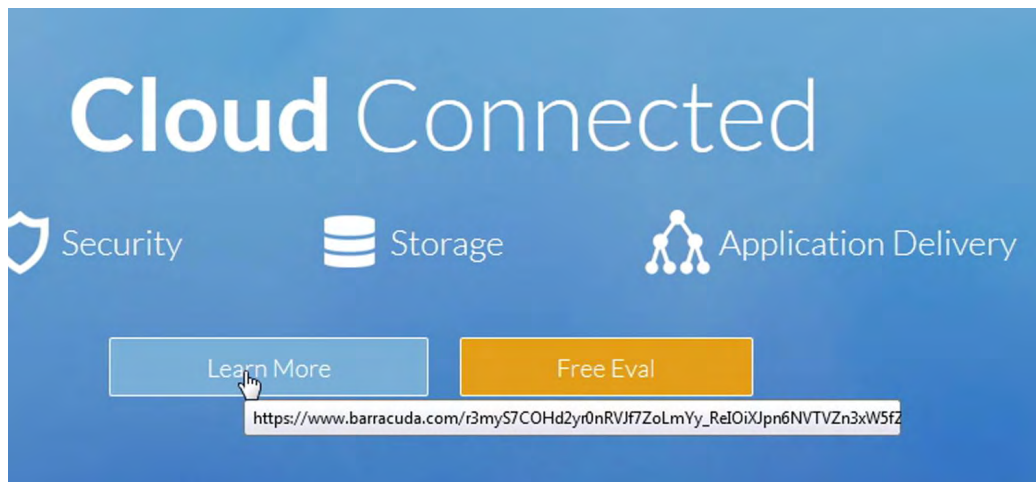 Cloud Connected
Security Storage Application Delivery
Learn More Free Eval
https://www.barracuda.com/r3myS7COHd2yr0nRVJf7ZoLmYy_ReIOiXJpn6NVTVZn3xW5fZ